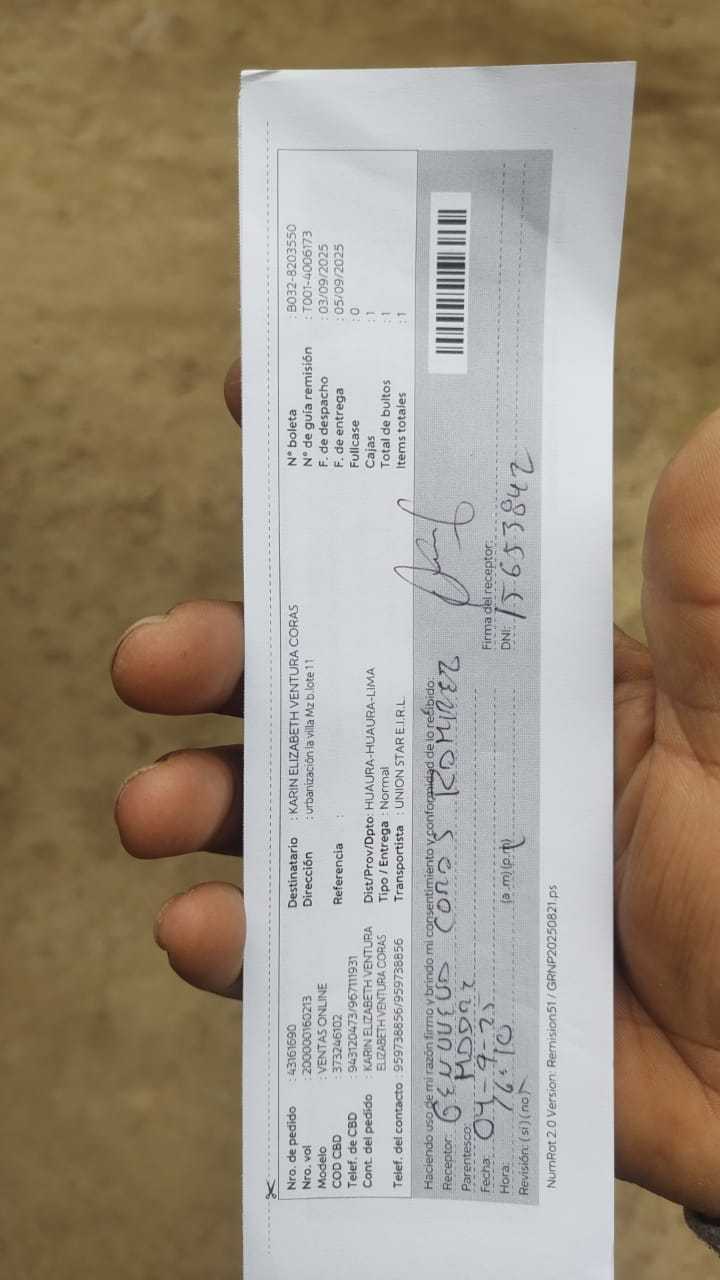 Nro. de pedido : 43161690
Nro. vol : 200000160213
Modelo : VENTAS ONLINE
COD CBD : 373246102
Telef. de CBD : 943120473/967111931
Cont. del pedido : KARIN ELIZABETH VENTURA
ELIZABETH VENTURA CORAS
Telef. del contacto : 959738856/959738856
Destinatario : KARIN ELIZABETH VENTURA CORAS
Dirección : urbanización la villa Mz b lote 11
Referencia :
Dist/Prov/Dpto: HUAURA-HUAURA-LIMA
Tipo / Entrega : Normal
Transportista : UNION STAR E.I.R.L.
N° boleta : B032-8203550
N° de guía remisión : T001-4006173
F. de despacho : 03/09/2025
F. de entrega : 05/09/2025
Fullcase : 0
Cajas : 1
Total de bultos : 1
Items totales : 1
Haciendo uso de mi razón firmo y brindo mi consentimiento y conformidad de lo recibido.
Receptor: CORAS RAMIREZ
Parentesco: MADRE
Fecha: 04-9-25
Firma del receptor:
Hora: 16:10 (a.m) (p.m)
DNI: 15653842
Revisión: (si) (no)
NumRot 2.0 Version: Remision51 / GRNP20250821.ps